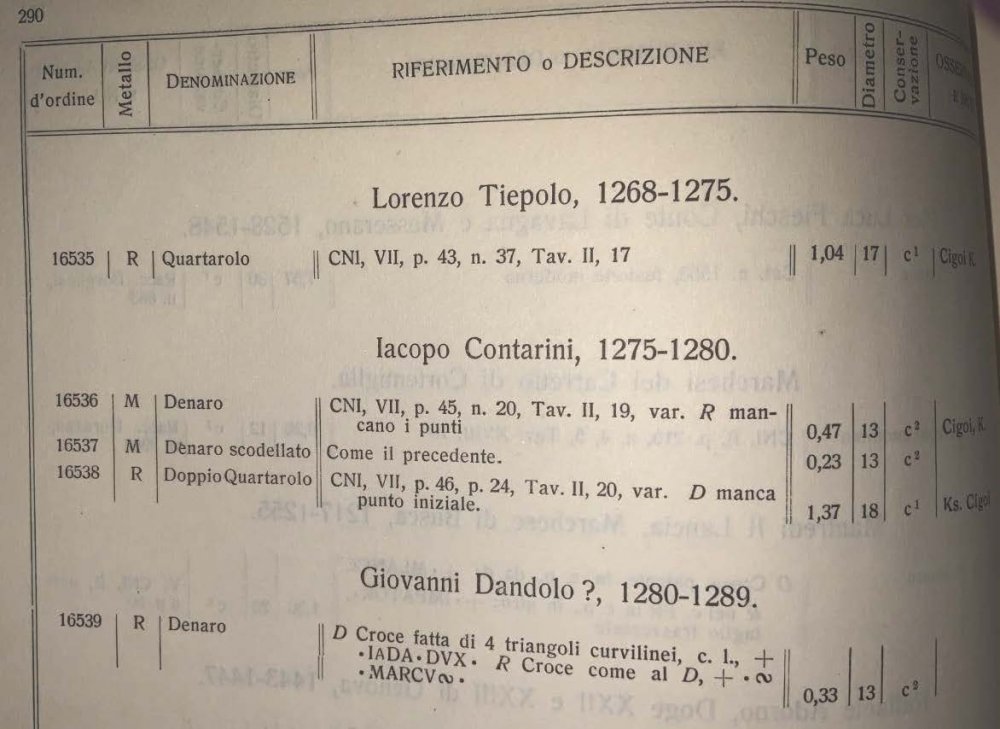 290
Num. d'ordine Metallo DENOMINAZIONE RIFERIMENTO o DESCRIZIONE Peso Diametro Conser-vazione
Lorenzo Tiepolo, 1268-1275.
16535 R Quartarolo CNI, VII, p. 43, n. 37, Tav. II, 17 1,04 17 c¹ Cigoi K
Iacopo Contarini, 1275-1280.
16536 M Denaro CNI, VII, p. 45, n. 20, Tav. II, 19, var. R man-
cano i punti 0,47 13 c² Cigoi, K.
16537 M Denaro scodellato Come il precedente. 0,23 13 c²
16538 R Doppio Quartarolo CNI, VII, p. 46, p. 24, Tav. II, 20, var. D manca
punto iniziale. 1,37 18 c¹ Ks. Cigoi
Giovanni Dandolo ?, 1280-1289.
16539 R Denaro D Croce fatta di 4 triangoli curvilinei, c. l., +
·IADA·DVX· R Croce come al D, + · ∾
·MARCV∾. 0,33 13 c²